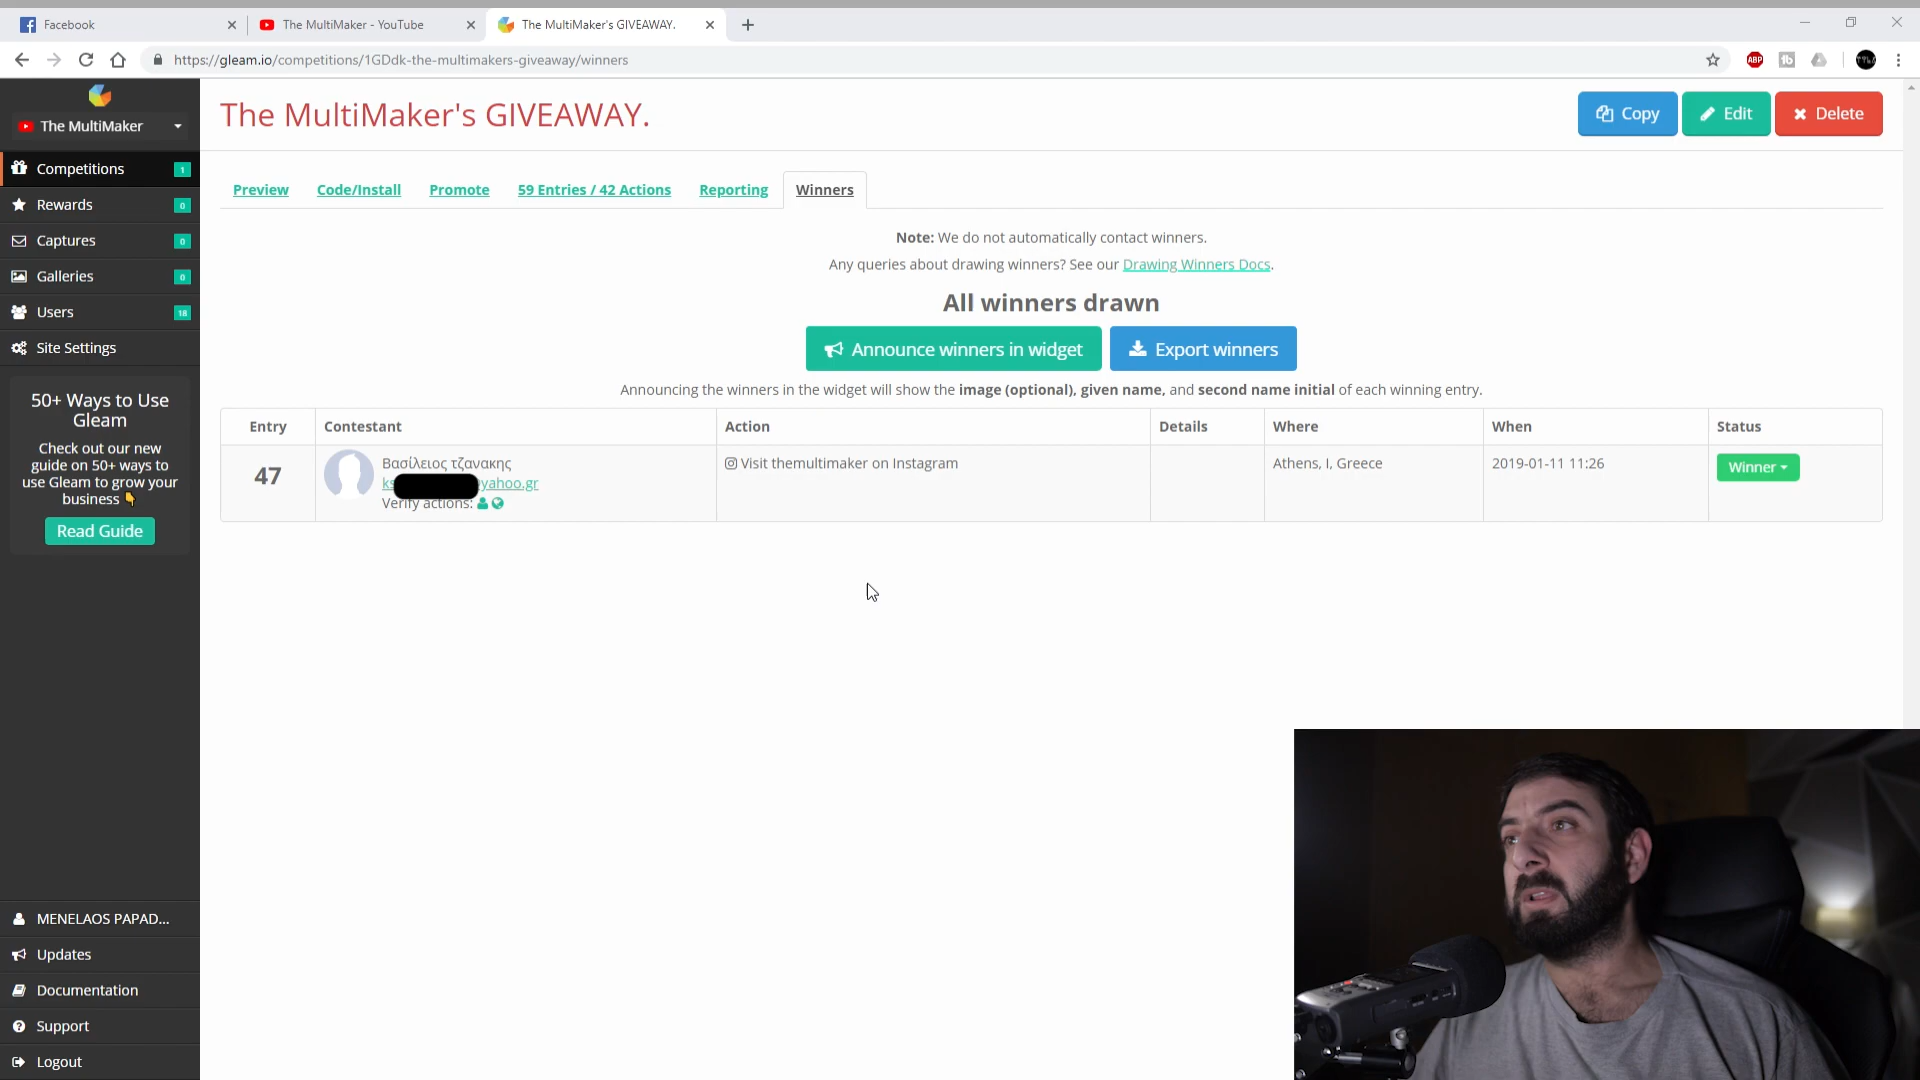 Facebook
The MultiMaker - YouTube
The MultiMaker's GIVEAWAY.
https://gleam.io/competitions/1GDdk-the-multimakers-giveaway/winners
ABP
The MultiMaker
Competitions 1
Rewards 0
Captures 0
Galleries 0
Users 18
Site Settings
50+ Ways to Use
Gleam
Check out our new
guide on 50+ ways to
use Gleam to grow your
business
Read Guide
MENELAOS PAPAD...
Updates
Documentation
Support
Logout
The MultiMaker's GIVEAWAY.
Copy
Edit
Delete
Preview
Code/Install
Promote
59 Entries / 42 Actions
Reporting
Winners
Note: We do not automatically contact winners.
Any queries about drawing winners? See our Drawing Winners Docs.
All winners drawn
Announce winners in widget
Export winners
Announcing the winners in the widget will show the image (optional), given name, and second name initial of each winning entry.
Entry Contestant Action Details Where When Status
47
Βασίλειος τζανακης
ks yahoo.gr
Verify actions:
Visit themultimaker on Instagram
Athens, I, Greece
2019-01-11 11:26
Winner